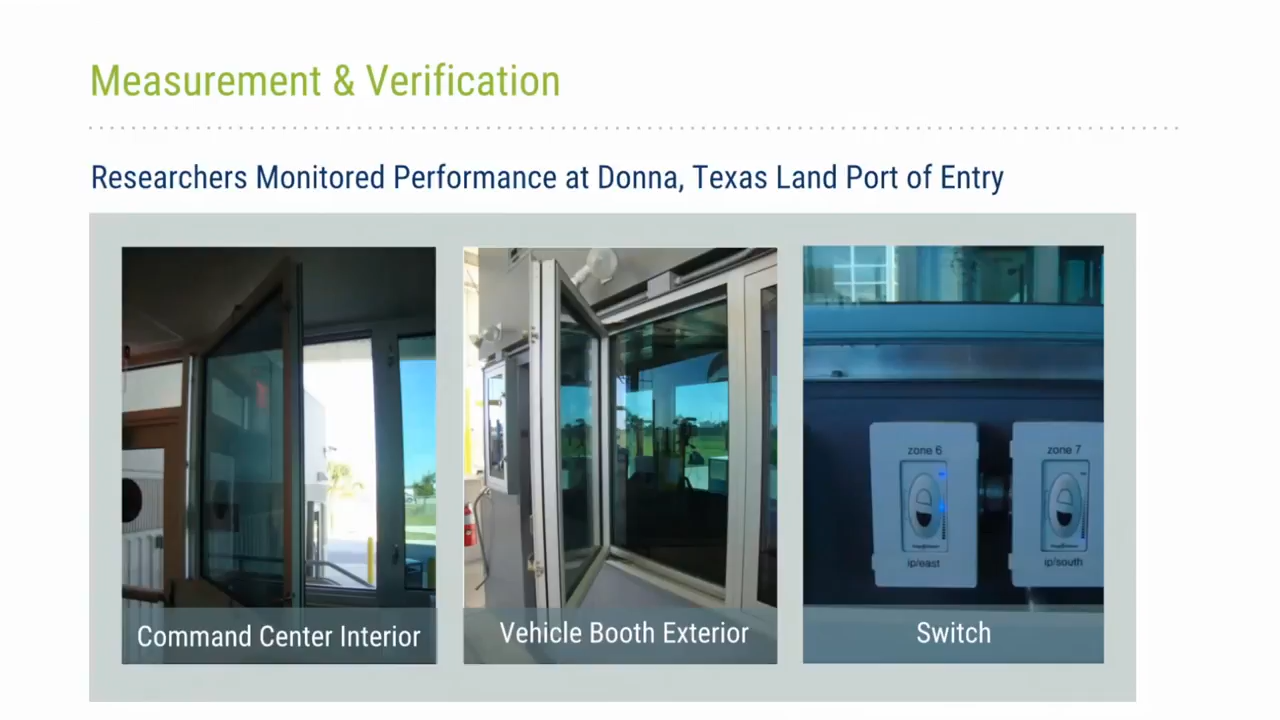 Measurement & Verification
Researchers Monitored Performance at Donna, Texas Land Port of Entry
Command Center Interior
Vehicle Booth Exterior
zone 6
ip/east
zone 7
ip/south
Switch